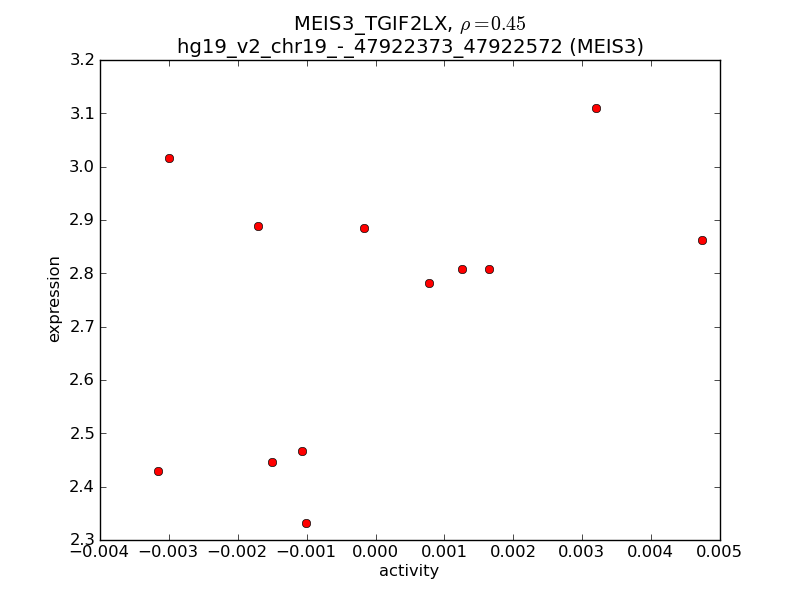 MEIS3_TGIF2LX, ρ = 0.45
hg19_v2_chr19_-_47922373_47922572 (MEIS3)
3.2
3.1
3.0
2.9
2.8
2.7
2.6
2.5
2.4
2.3
expression
−0.004 −0.003 −0.002 −0.001 0.000 0.001 0.002 0.003 0.004 0.005
activity